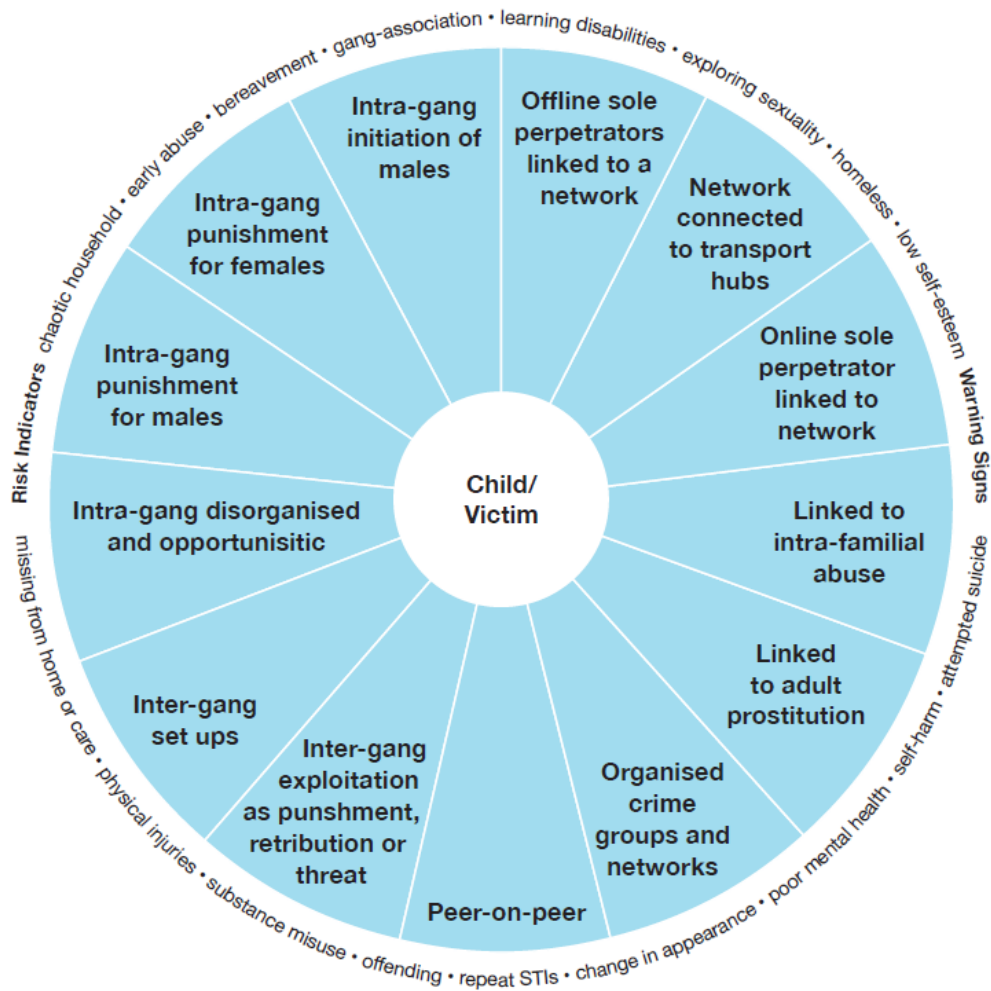 Risk Indicators chaotic household • early abuse • bereavement • gang-association • learning disabilities • exploring sexuality • homeless • low self-esteem Warning Signs
Offline sole
perpetrators
linked to a
network
Network
connected
to transport
hubs
Online sole
perpetrator
linked to
network
Linked to
intra-familial
abuse
Linked
to adult
prostitution
Organised
crime
groups and
networks
Peer-on-peer
Inter-gang
exploitation
as punshment,
retribution or
threat
Inter-gang
set ups
Intra-gang disorganised
and opportunisitic
Intra-gang
punishment
for males
Intra-gang
punishment
for females
Intra-gang
initiation of
males
Child/
Victim
missing from home or care • physical injuries • substance misuse • offending • repeat STIs • change in appearance • poor mental health • self-harm • attempted suicide